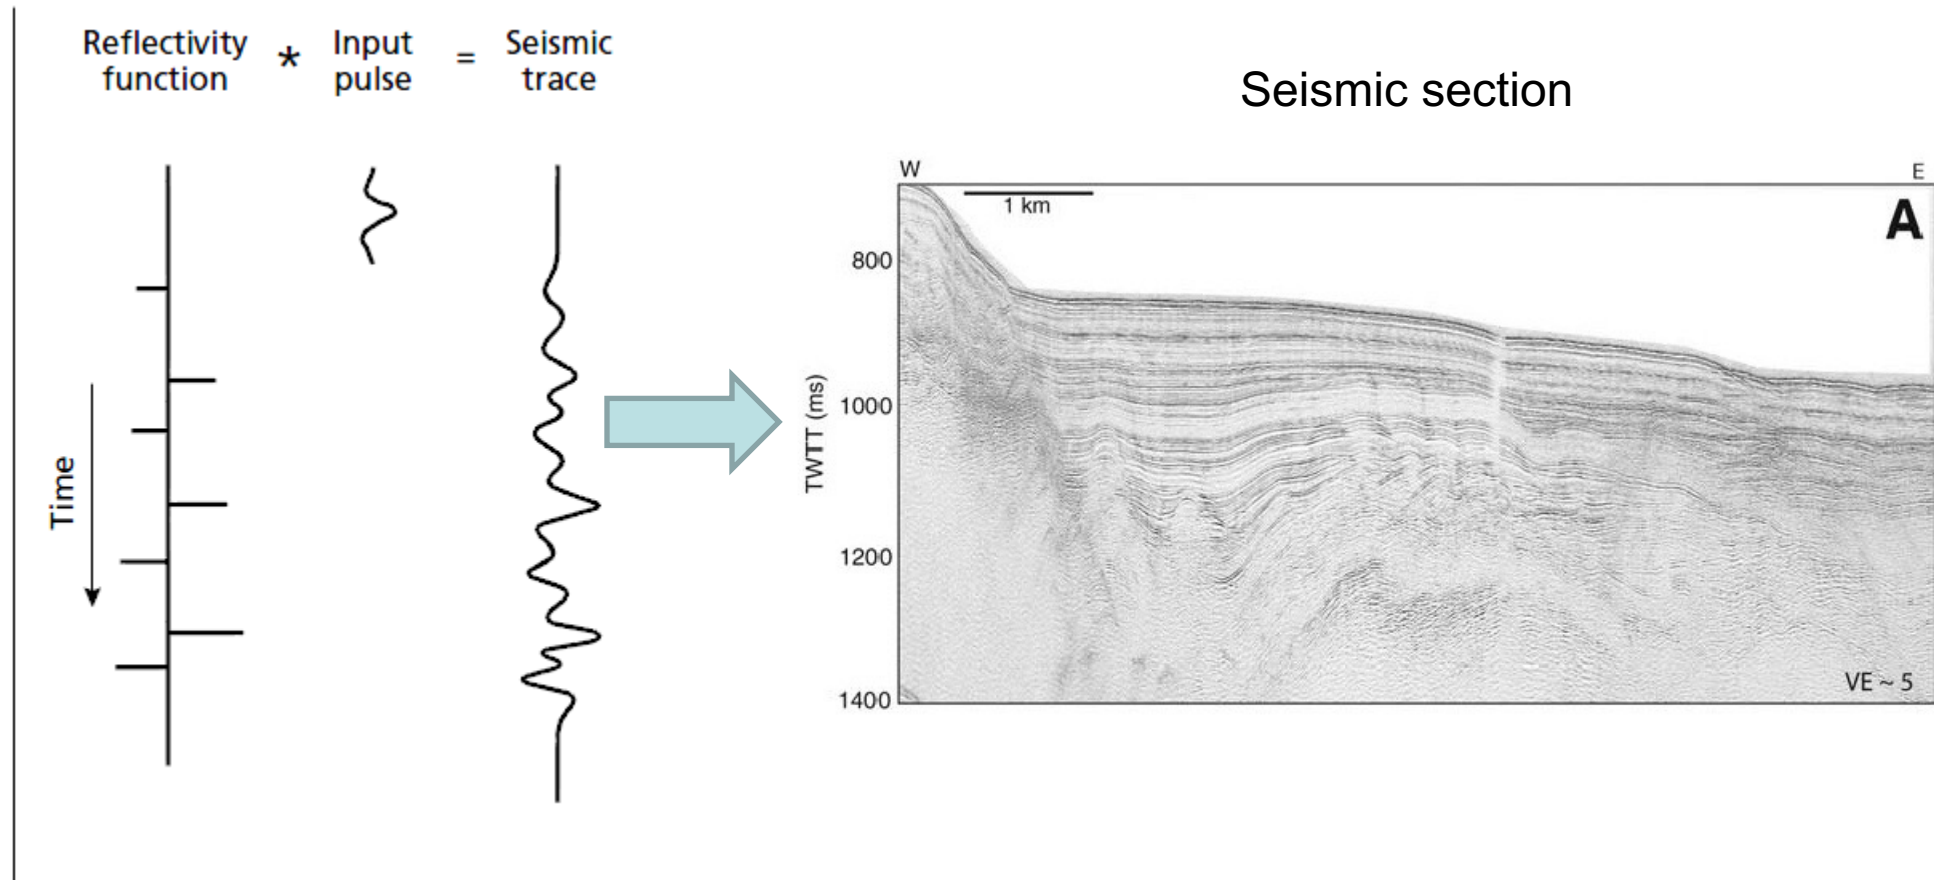 Reflectivity function * Input pulse = Seismic trace
Time
Seismic section
W
E
1 km
A
800
1000
1200
1400
TWTT (ms)
VE ~ 5